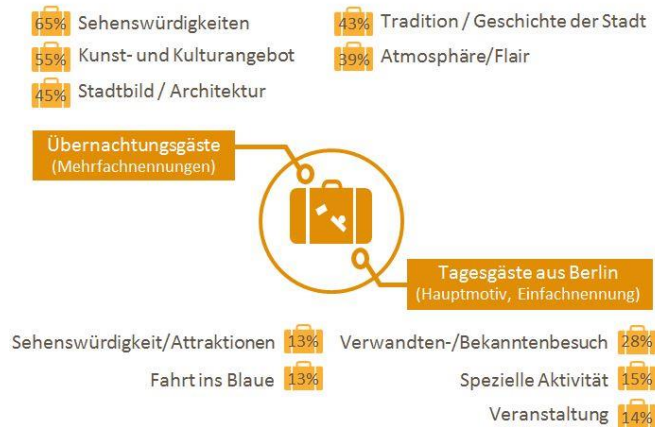 65% Sehenswürdigkeiten
55% Kunst- und Kulturangebot
45% Stadtbild / Architektur
43% Tradition / Geschichte der Stadt
39% Atmosphäre/Flair
Übernachtungsgäste
(Mehrfachnennungen)
Tagesgäste aus Berlin
(Hauptmotiv, Einfachnennung)
Sehenswürdigkeit/Attraktionen 13%
Fahrt ins Blaue 13%
Verwandten-/Bekanntenbesuch 28%
Spezielle Aktivität 15%
Veranstaltung 14%